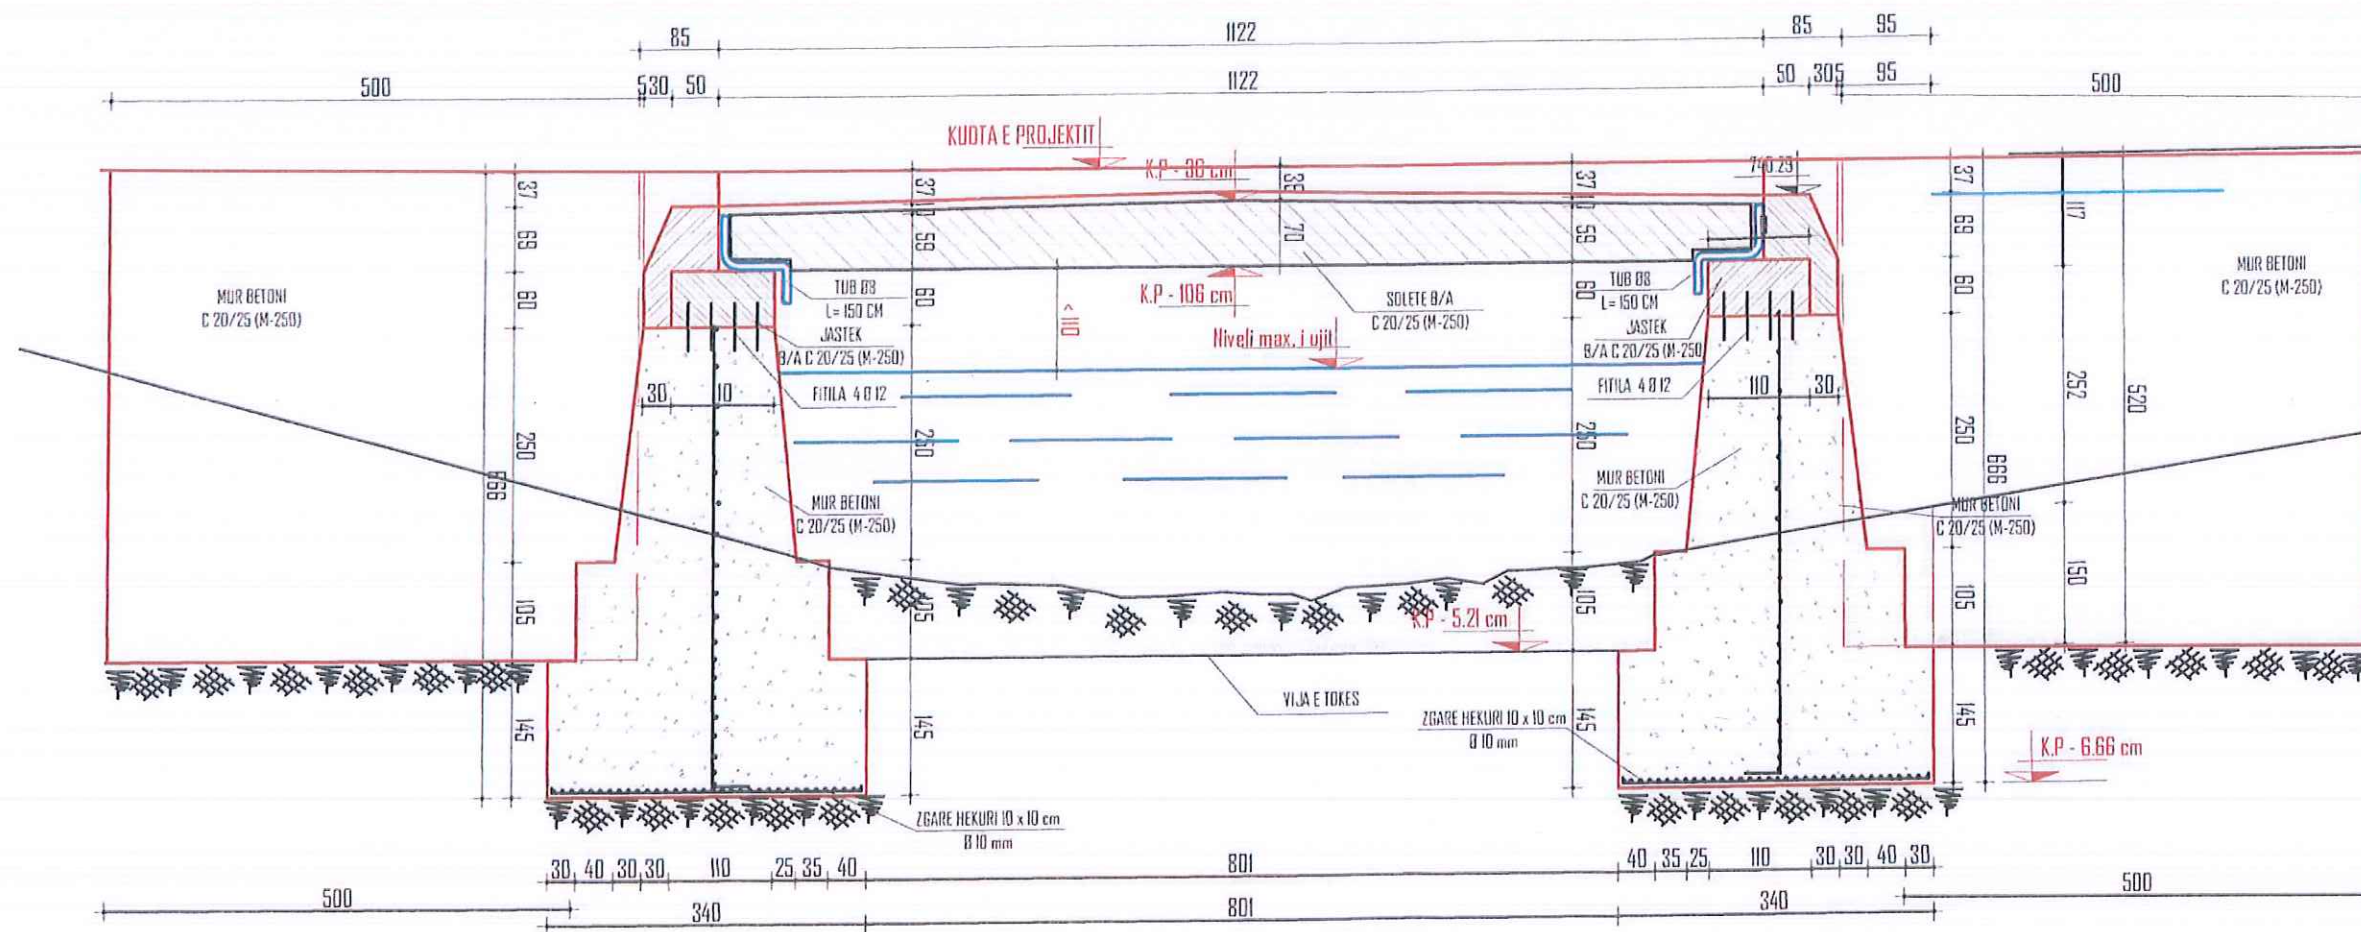 85 1122 85 95
500 5 30 50 1122 50 30 5 95 500
KUOTA E PROJEKTIT
K.P - 36 cm
746.29
37 37 36 37 37
117
69 59 70 59 69
MUR BETONI
C 20/25 (M-250)
MUR BETONI
C 20/25 (M-250)
K.P - 106 cm
TUB Ø8
L= 150 CM
SOLETE B/A
C 20/25 (M-250)
TUB Ø8
L= 150 CM
60 60 60 60
JASTEK
B/A C 20/25 (M-250)
Niveli max. i ujit
JASTEK
B/A C 20/25 (M-250)
30 10
FITILA 4 Ø 12
FITILA 4 Ø 12
110 30
252 520
250 250 250 250
666 666
MUR BETONI
C 20/25 (M-250)
MUR BETONI
C 20/25 (M-250)
MUR BETONI
C 20/25 (M-250)
150
105 105 105 105
K.P - 5.21 cm
VIJA E TOKES
ZGARE HEKURI 10 x 10 cm
Ø 10 mm
145 145 145 145
K.P - 6.66 cm
ZGARE HEKURI 10 x 10 cm
Ø 10 mm
30 40 30 30 110 25 35 40 801 40 35 25 110 30 30 40 30
500 340 801 340 500